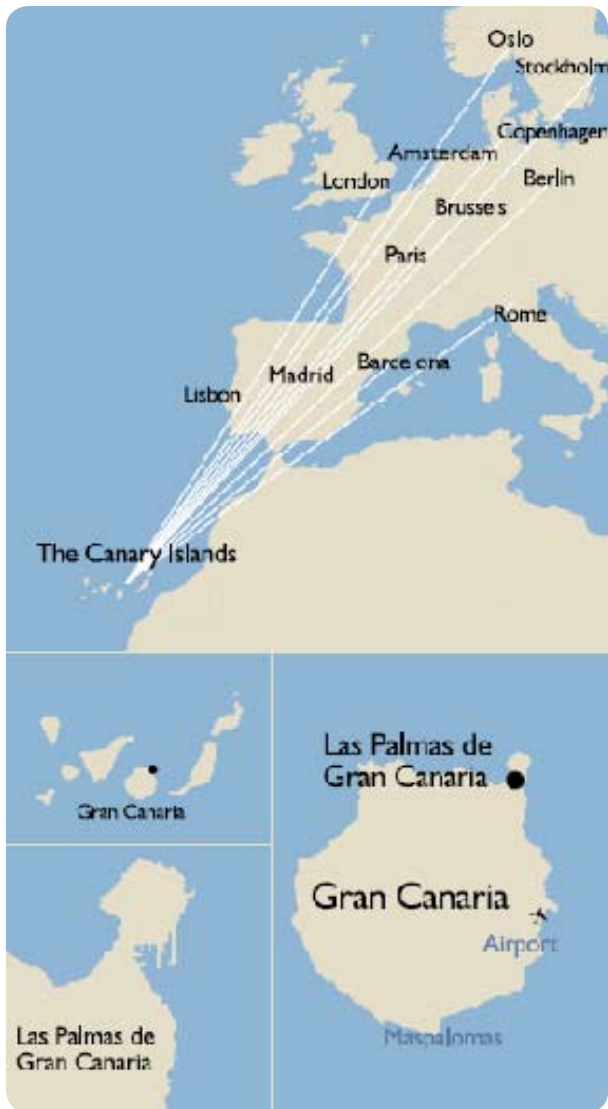 Oslo
Stockholm
Copenhagen
Amsterdam
Berlin
London
Brussels
Paris
Rome
Barcelona
Madrid
Lisbon
The Canary Islands
Gran Canaria
Las Palmas de
Gran Canaria
Gran Canaria
Airport
Maspalomas
Las Palmas de
Gran Canaria